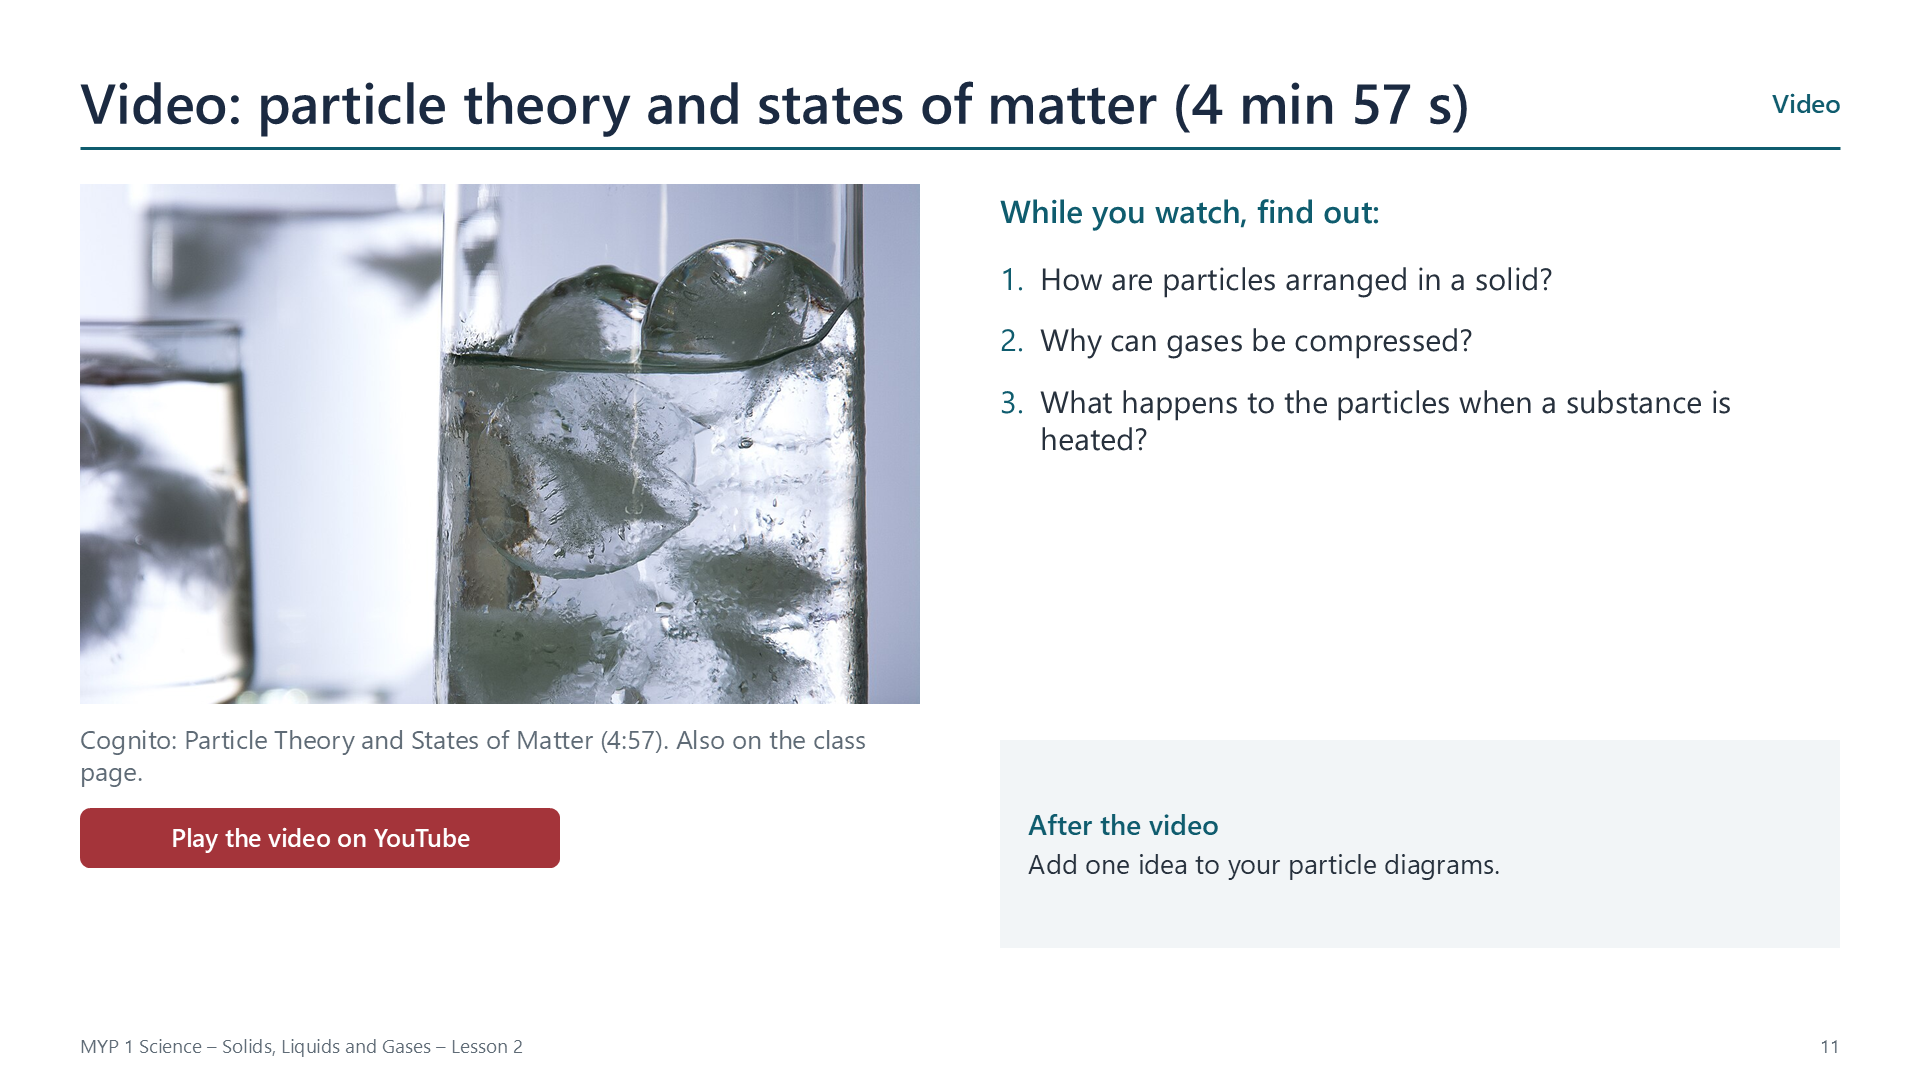 Video: particle theory and states of matter (4 min 57 s)
Video
Cognito: Particle Theory and States of Matter (4:57). Also on the class
page.
Play the video on YouTube
While you watch, find out:
1. How are particles arranged in a solid?
2. Why can gases be compressed?
3. What happens to the particles when a substance is
heated?
After the video
Add one idea to your particle diagrams.
MYP 1 Science – Solids, Liquids and Gases – Lesson 2
11